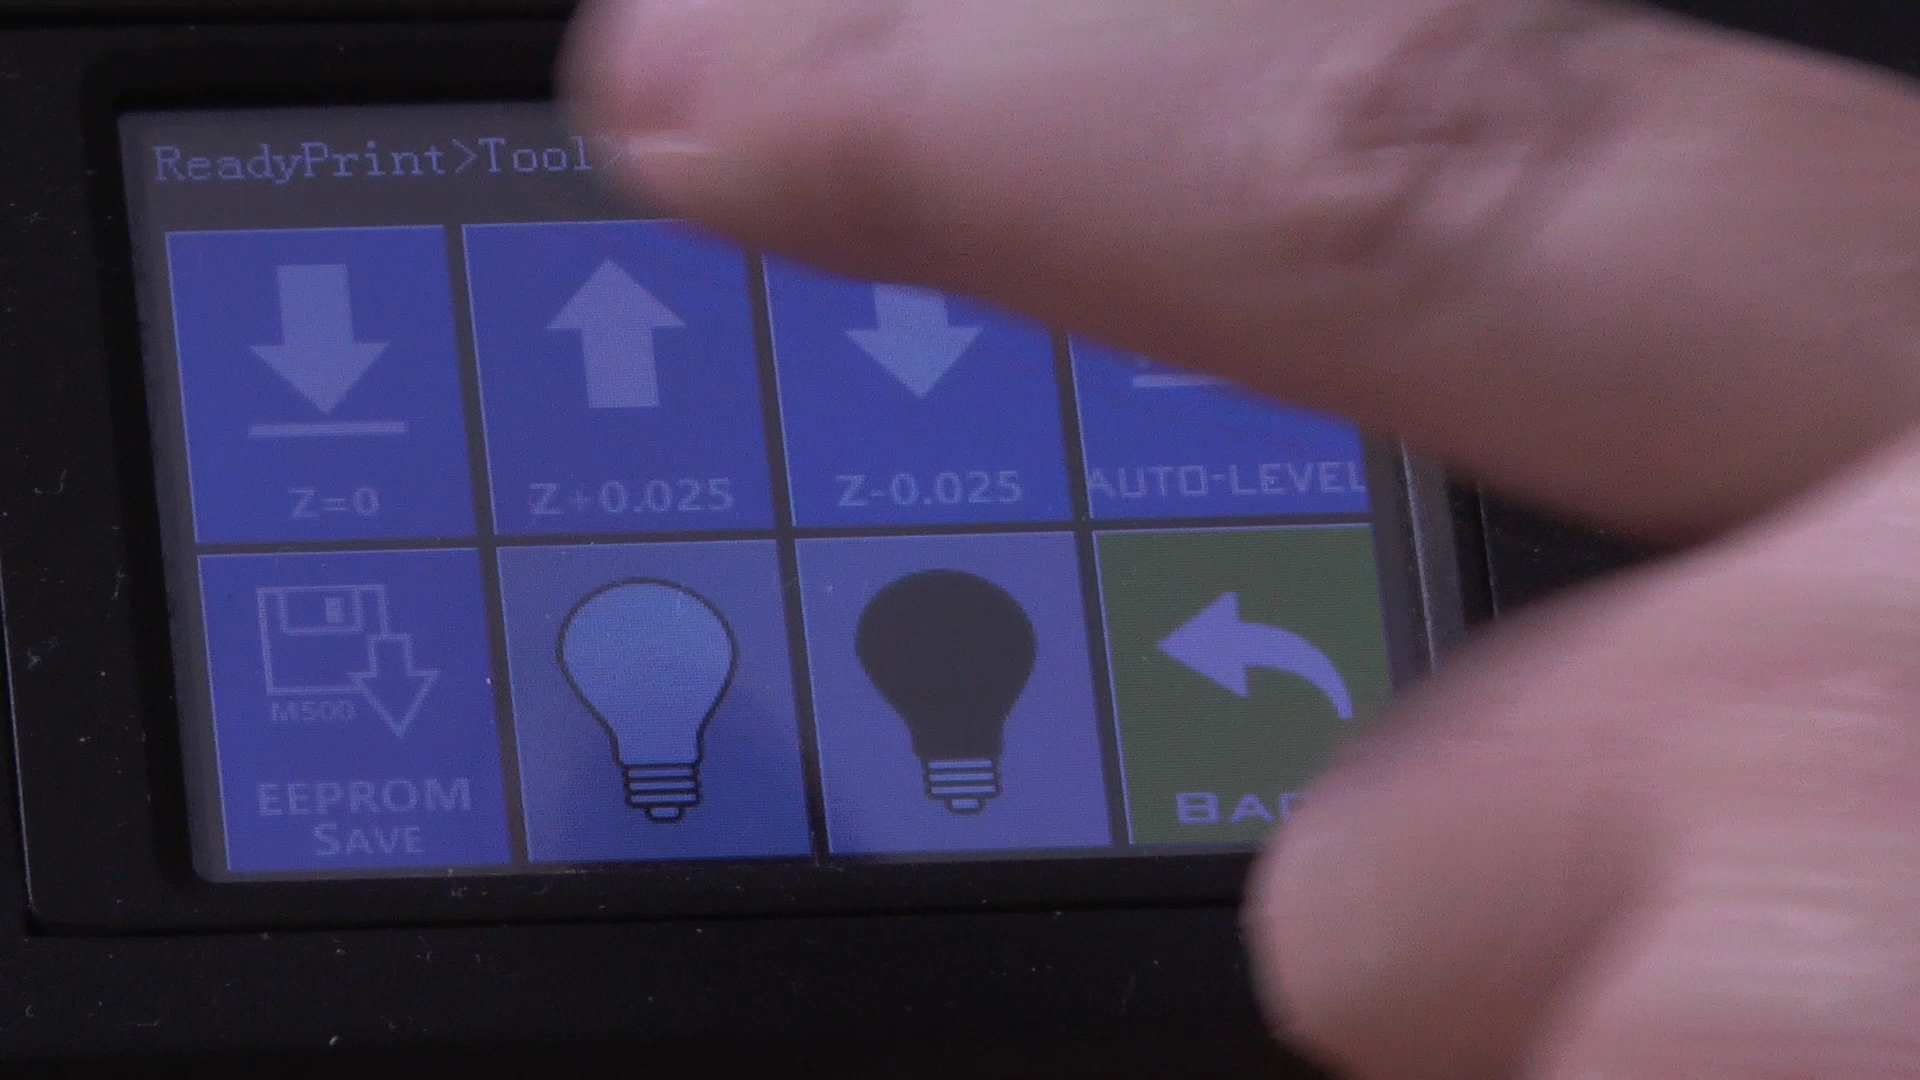 ReadyPrint>Tool>
Z=0
Z+0.025
Z-0.025
AUTO-LEVEL
M500
EEPROM
SAVE